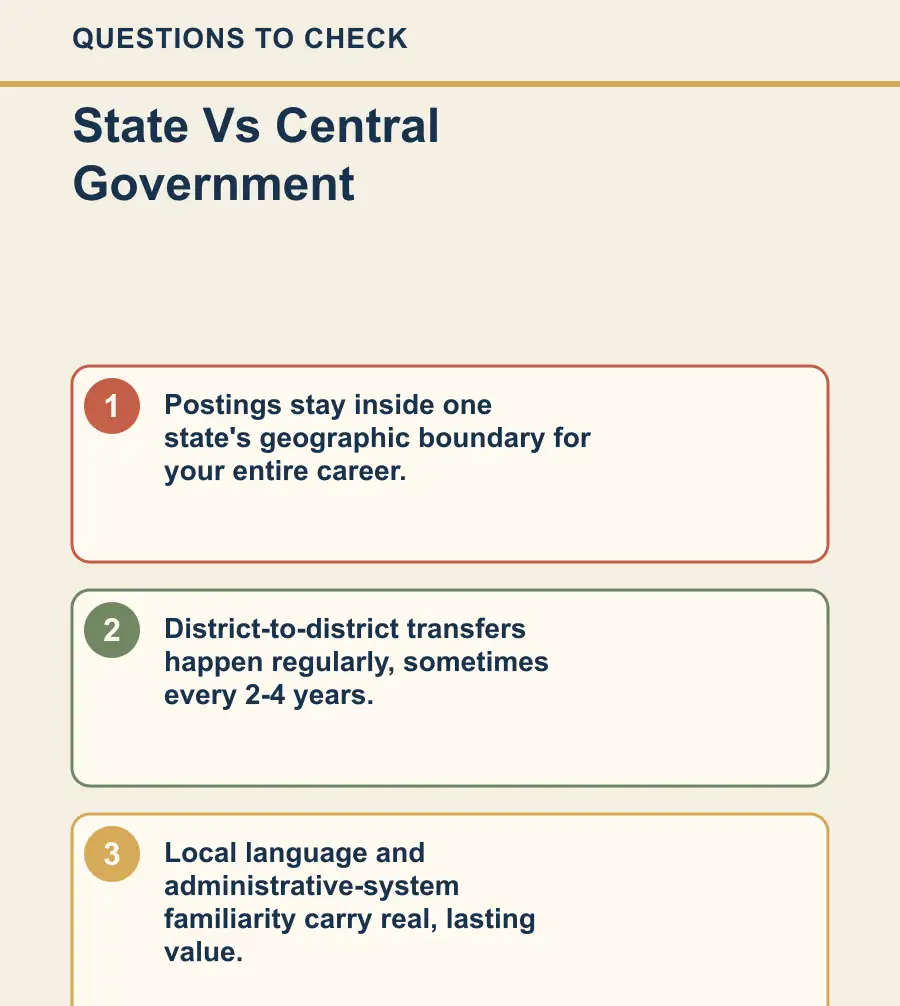 QUESTIONS TO CHECK
State Vs Central
Government
1
Postings stay inside one
state's geographic boundary for
your entire career.
2
District-to-district transfers
happen regularly, sometimes
every 2-4 years.
3
Local language and
administrative-system
familiarity carry real, lasting
value.